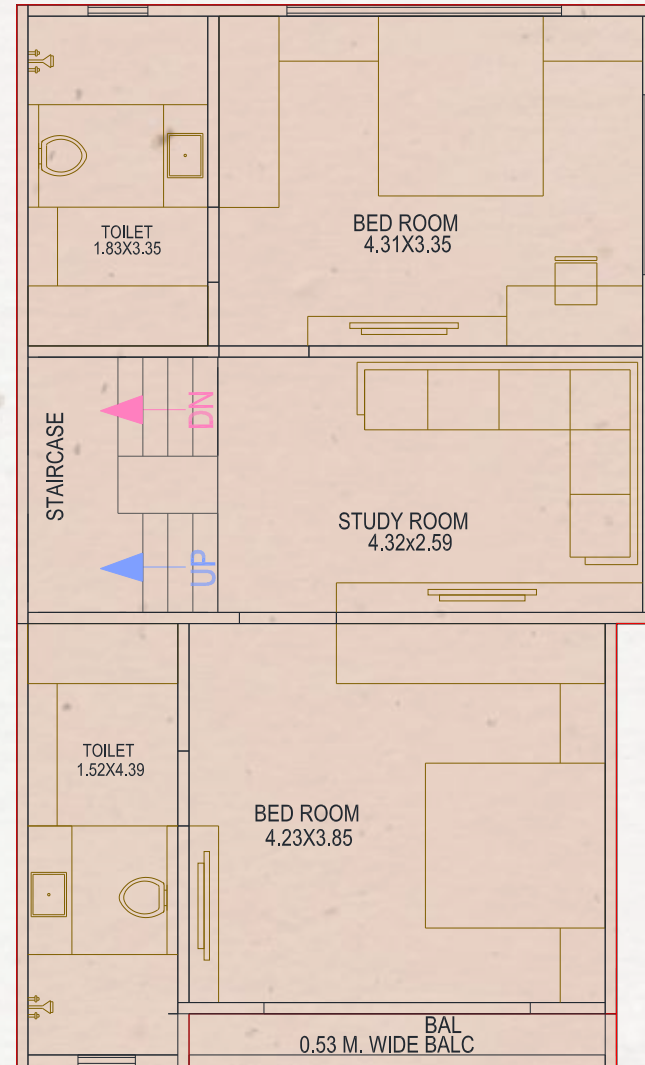 TOILET
1.83X3.35
BED ROOM
4.31X3.35
STAIRCASE
DN
UP
STUDY ROOM
4.32x2.59
TOILET
1.52X4.39
BED ROOM
4.23X3.85
BAL
0.53 M. WIDE BALC